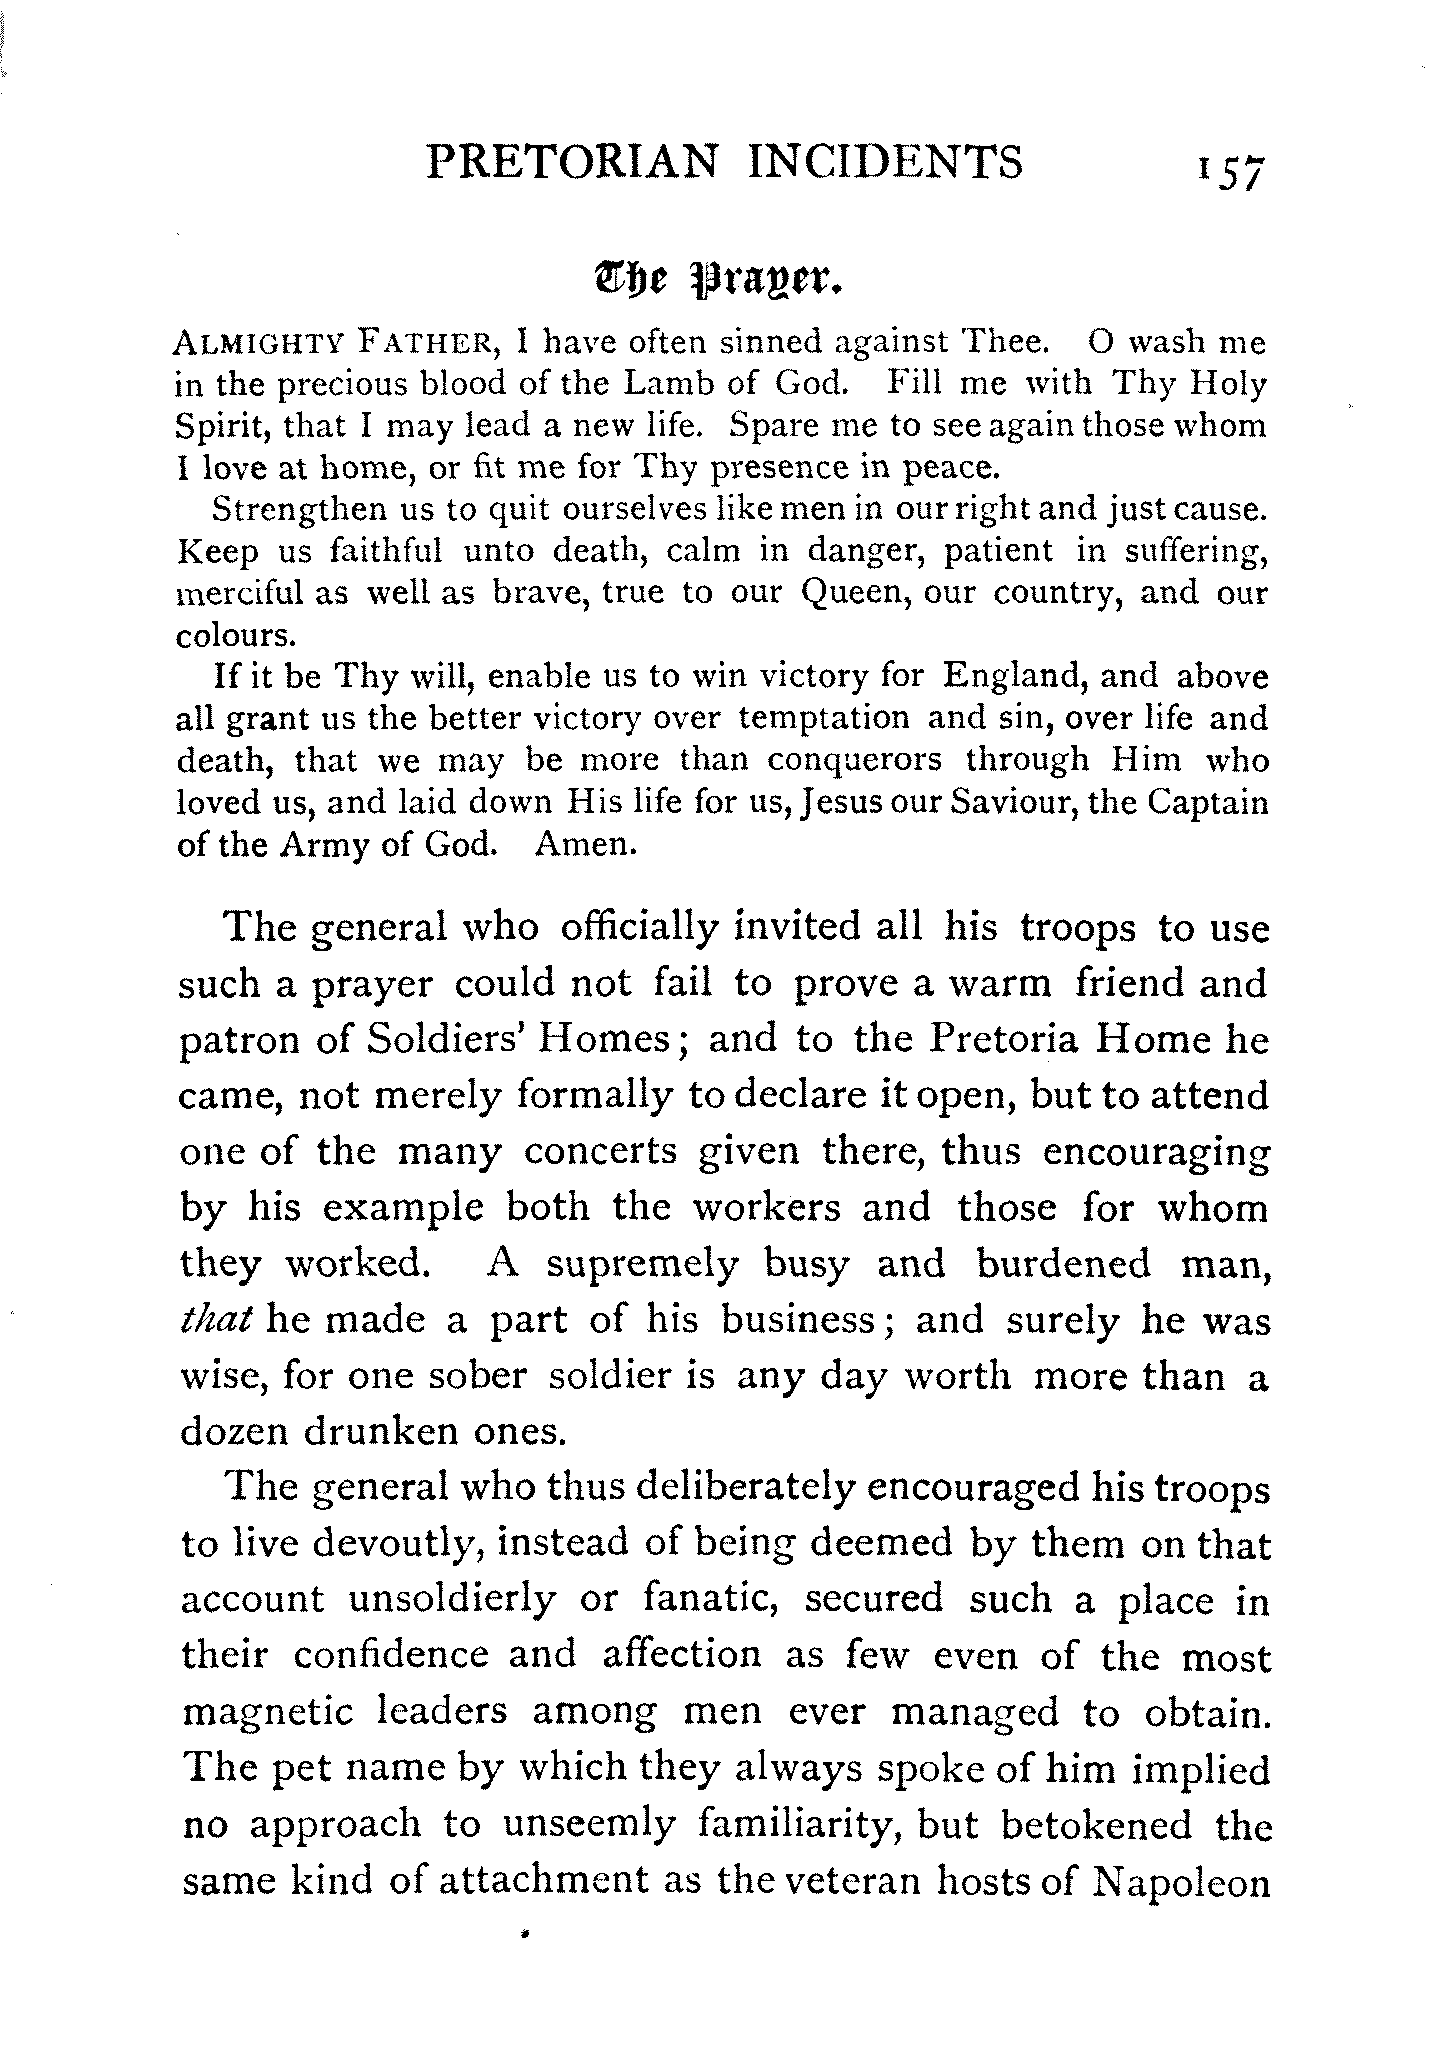 PRETORIAN INCIDENTS 157
The Prayer.
ALMIGHTY FATHER, I have often sinned against Thee. O wash me
in the precious blood of the Lamb of God. Fill me with Thy Holy
Spirit, that I may lead a new life. Spare me to see again those whom
I love at home, or fit me for Thy presence in peace.
Strengthen us to quit ourselves like men in our right and just cause.
Keep us faithful unto death, calm in danger, patient in suffering,
merciful as well as brave, true to our Queen, our country, and our
colours.
If it be Thy will, enable us to win victory for England, and above
all grant us the better victory over temptation and sin, over life and
death, that we may be more than conquerors through Him who
loved us, and laid down His life for us, Jesus our Saviour, the Captain
of the Army of God. Amen.
The general who officially invited all his troops to use
such a prayer could not fail to prove a warm friend and
patron of Soldiers' Homes; and to the Pretoria Home he
came, not merely formally to declare it open, but to attend
one of the many concerts given there, thus encouraging
by his example both the workers and those for whom
they worked. A supremely busy and burdened man,
that he made a part of his business; and surely he was
wise, for one sober soldier is any day worth more than a
dozen drunken ones.
The general who thus deliberately encouraged his troops
to live devoutly, instead of being deemed by them on that
account unsoldierly or fanatic, secured such a place in
their confidence and affection as few even of the most
magnetic leaders among men ever managed to obtain.
The pet name by which they always spoke of him implied
no approach to unseemly familiarity, but betokened the
same kind of attachment as the veteran hosts of Napoleon